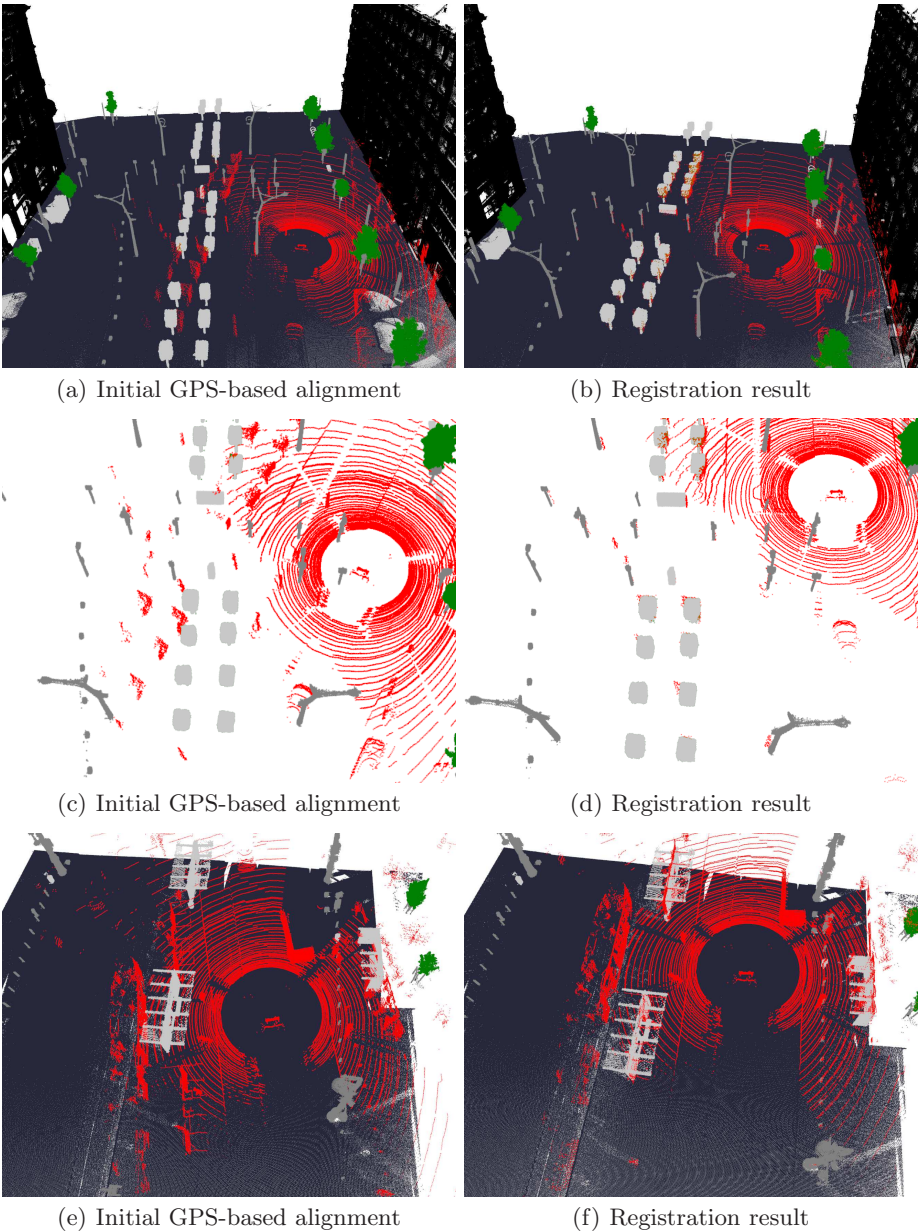 (a) Initial GPS-based alignment
(b) Registration result
(c) Initial GPS-based alignment
(d) Registration result
(e) Initial GPS-based alignment
(f) Registration result